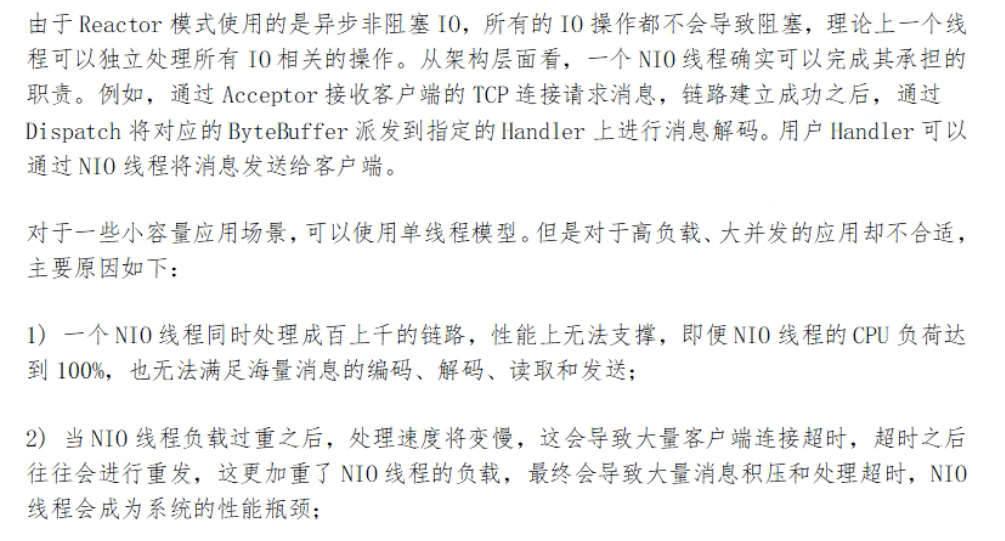 由于 Reactor 模式使用的是异步非阻塞 IO，所有的 IO 操作都不会导致阻塞，理论上一个线
程可以独立处理所有 IO 相关的操作。从架构层面看，一个 NIO 线程确实可以完成其承担的
职责。例如，通过 Acceptor 接收客户端的 TCP 连接请求消息，链路建立成功之后，通过
Dispatch 将对应的 ByteBuffer 派发到指定的 Handler 上进行消息解码。用户 Handler 可以
通过 NIO 线程将消息发送给客户端。
对于一些小容量应用场景，可以使用单线程模型。但是对于高负载、大并发的应用却不合适，
主要原因如下：
1) 一个 NIO 线程同时处理成百上千的链路，性能上无法支撑，即便 NIO 线程的 CPU 负荷达
到 100%，也无法满足海量消息的编码、解码、读取和发送；
2) 当 NIO 线程负载过重之后，处理速度将变慢，这会导致大量客户端连接超时，超时之后
往往会进行重发，这更加重了 NIO 线程的负载，最终会导致大量消息积压和处理超时，NIO
线程会成为系统的性能瓶颈；